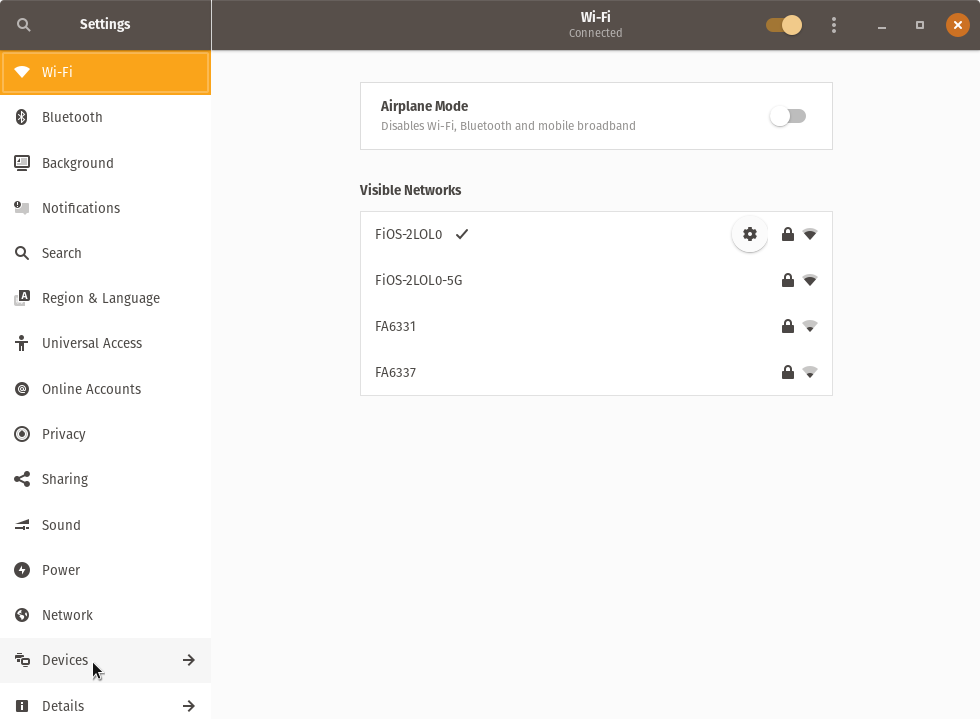 Settings
Wi-Fi
Connected
Wi-Fi
Bluetooth
Background
Notifications
Search
Region & Language
Universal Access
Online Accounts
Privacy
Sharing
Sound
Power
Network
Devices
Details
Airplane Mode
Disables Wi-Fi, Bluetooth and mobile broadband
Visible Networks
FiOS-2LOL0
FiOS-2LOL0-5G
FA6331
FA6337